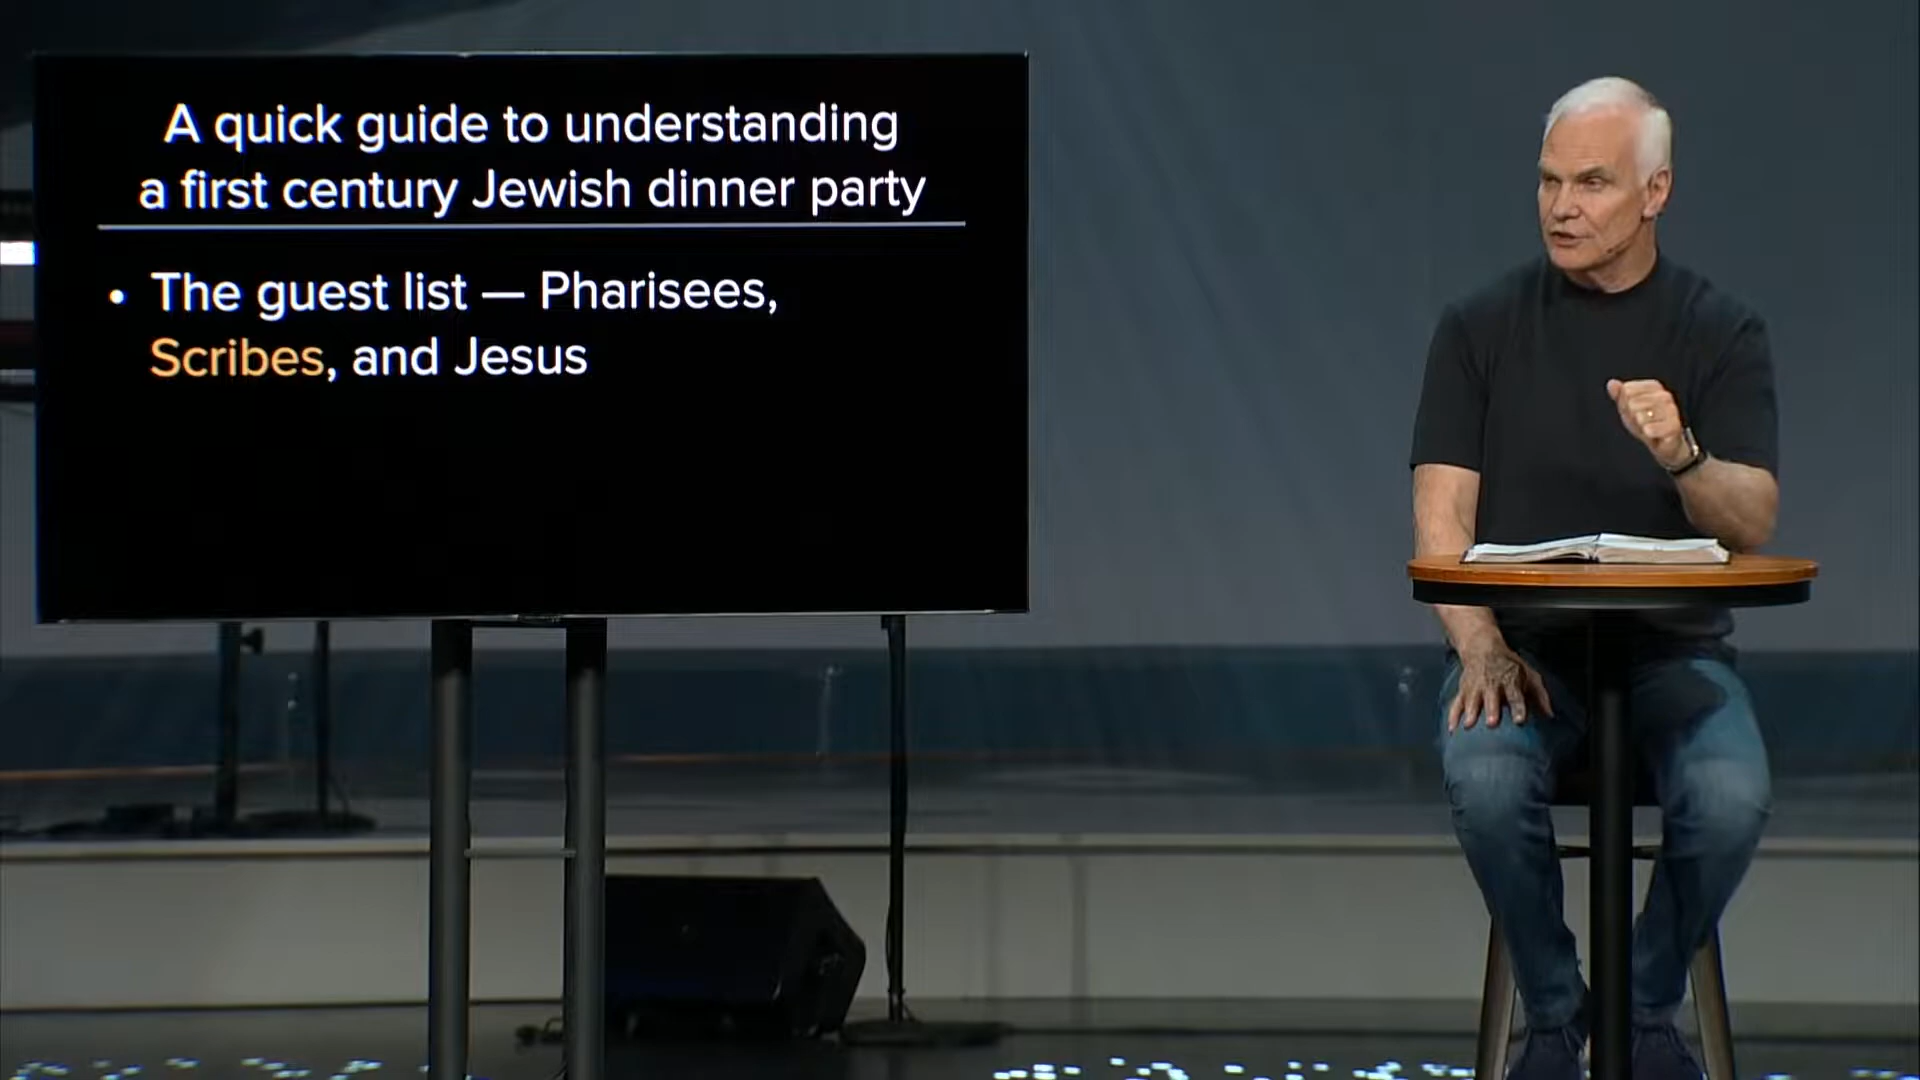 A quick guide to understanding
a first century Jewish dinner party
• The guest list — Pharisees,
Scribes, and Jesus